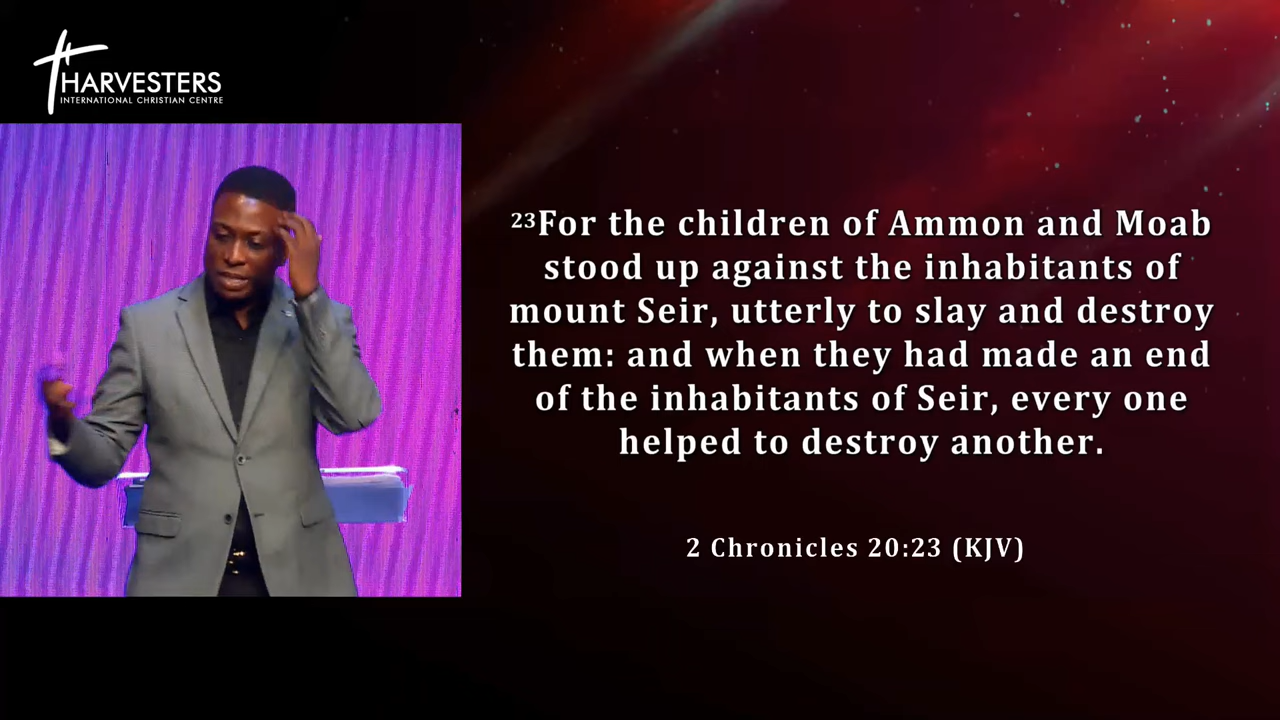 HARVESTERS
INTERNATIONAL CHRISTIAN CENTRE
23For the children of Ammon and Moab
stood up against the inhabitants of
mount Seir, utterly to slay and destroy
them: and when they had made an end
of the inhabitants of Seir, every one
helped to destroy another.
2 Chronicles 20:23 (KJV)